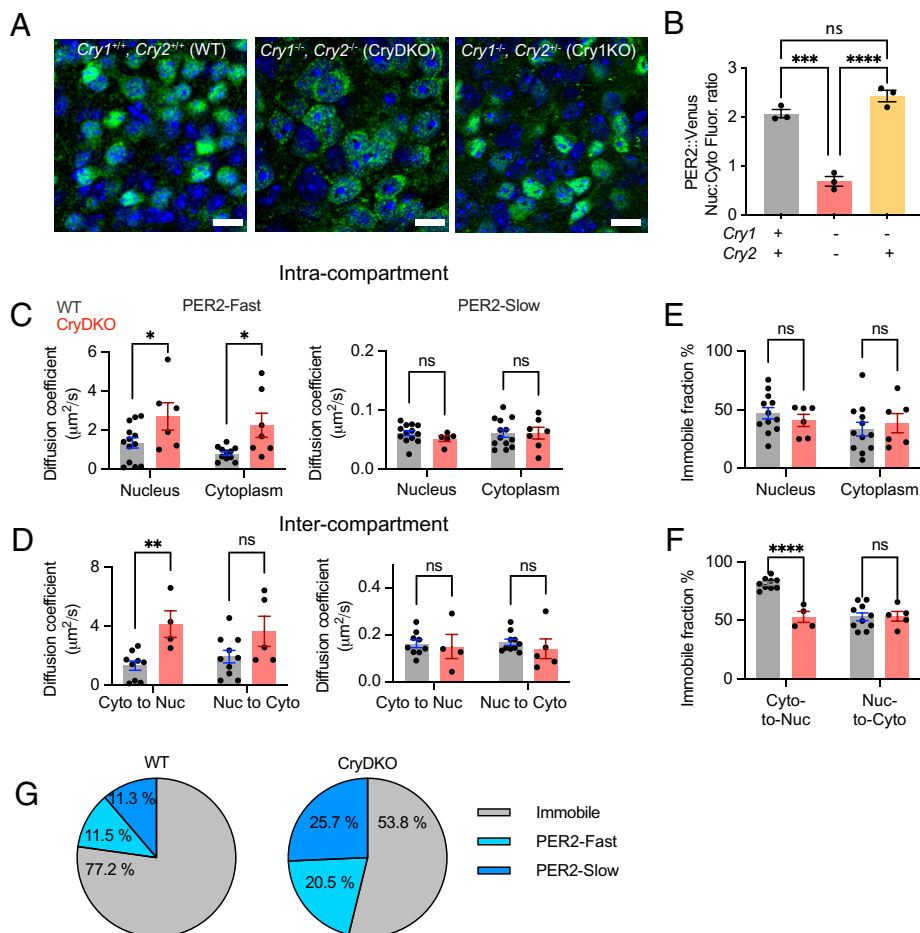 A
Cry1+/+, Cry2+/+ (WT)
Cry1-/-, Cry2-/- (CryDKO)
Cry1-/-, Cry2+/- (Cry1KO)
B
ns
*** ****
PER2::Venus
Nuc:Cyto Fluor. ratio
3
2
1
0
Cry1 + - -
Cry2 + - +
Intra-compartment
C
WT
CryDKO
PER2-Fast
Diffusion coefficient
(μm²/s)
6
4
2
0
* *
Nucleus Cytoplasm
PER2-Slow
Diffusion coefficient
(μm²/s)
0.2
0.1
0.0
ns ns
Nucleus Cytoplasm
E
Immobile fraction %
100
50
0
ns ns
Nucleus Cytoplasm
Inter-compartment
D
Diffusion coefficient
(μm²/s)
8
4
0
** ns
Cyto to Nuc Nuc to Cyto
Diffusion coefficient
(μm²/s)
0.4
0.2
0.0
ns ns
Cyto to Nuc Nuc to Cyto
F
Immobile fraction %
100
50
0
**** ns
Cyto- Nuc-
to-Nuc to-Cyto
G
WT
11.3 %
11.5 %
77.2 %
CryDKO
25.7 %
53.8 %
20.5 %
Immobile
PER2-Fast
PER2-Slow